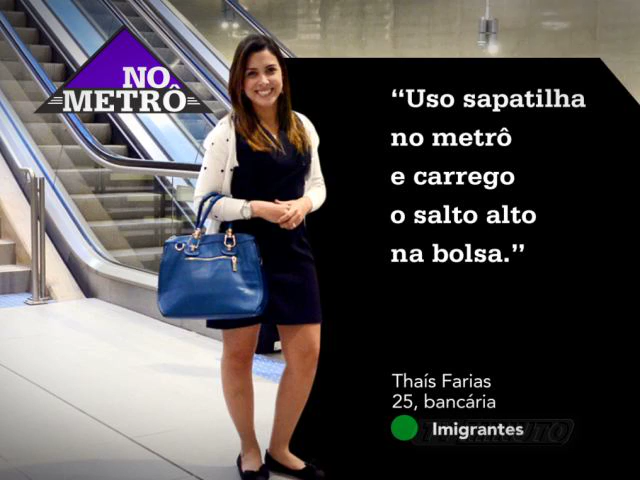 NO
METRÔ
“Uso sapatilha
no metrô
e carrego
o salto alto
na bolsa.”
Thaís Farias
25, bancária
Imigrantes